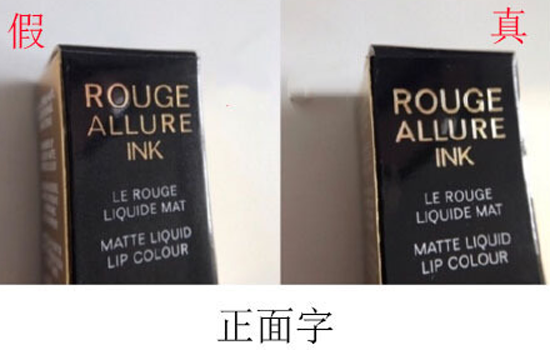 假
ROUGE
ALLURE
INK
LE ROUGE
LIQUIDE MAT
MATTE LIQUID
LIP COLOUR
真
ROUGE
ALLURE
INK
LE ROUGE
LIQUIDE MAT
MATTE LIQUID
LIP COLOUR
正面字